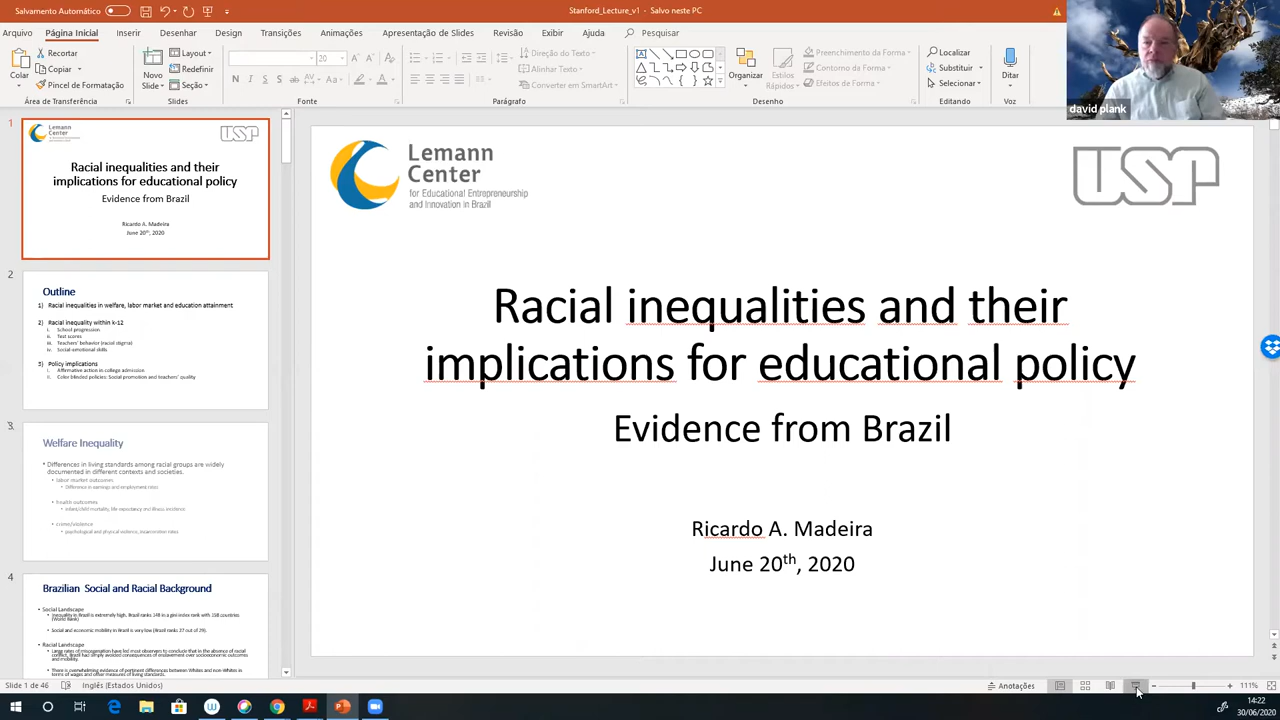 Salvamento Automático
Stanford_Lecture_v1 - Salvo neste PC
Arquivo
Página Inicial
Inserir
Desenhar
Design
Transições
Animações
Apresentação de Slides
Revisão
Exibir
Ajuda
Pesquisar
Colar
Recortar
Copiar
Pincel de Formatação
Área de Transferência
Novo
Slide
Layout
Redefinir
Seção
Slides
20
Fonte
Direção do Texto
Alinhar Texto
Converter em SmartArt
Parágrafo
Organizar
Estilos
Rápidos
Preenchimento da Forma
Contorno da Forma
Efeitos de Forma
Desenho
Localizar
Substituir
Selecionar
Editando
Ditar
Voz
david plank
1
Lemann
Center
USP
Racial inequalities and their
implications for educational policy
Evidence from Brazil
Ricardo A. Madeira
June 20th, 2020
2
Outline
1) Racial inequalities in welfare, labor market and education attainment
2) Racial inequality within k-12
i. School progression
ii. Test scores
iii. Teachers' behavior (racial stigma)
iv. Social-emotional skills
3) Policy implications
i. Affirmative action in college admission
ii. Color blinded policies: Social promotion and teachers' quality
3
Welfare Inequality
• Differences in living standards among racial groups are widely
documented in different contexts and societies.
• labor market outcomes
• Difference in earnings and employment rates
• health outcomes
• Infant/child mortality, life expectancy and illness incidence
• crime/violence
• psychological and physical violence, incarceration rates
4
Brazilian Social and Racial Background
• Social Landscape
• Inequality in Brazil is extremely high, Brazil ranks 149 in a gini index rank with 158 countries
(World Bank)
• Social and economic mobility in Brazil is very low (Brazil ranks 27 out of 29).
• Racial Landscape
• Large rates of miscegenation have led most observers to conclude that in the absence of racial
conflict, Brazil had simply avoided consequences of enslavement over socioeconomic outcomes
and mobility.
• There is overwhelming evidence of pertinent differences between Whites and non-Whites in
terms of wages and other measures of living standards.
Lemann
Center
for Educational Entrepreneurship
and Innovation in Brazil
USP
Racial inequalities and their
implications for educational policy
Evidence from Brazil
Ricardo A. Madeira
June 20th, 2020
Slide 1 de 46
Inglês (Estados Unidos)
Anotações
111%
14:22
30/06/2020